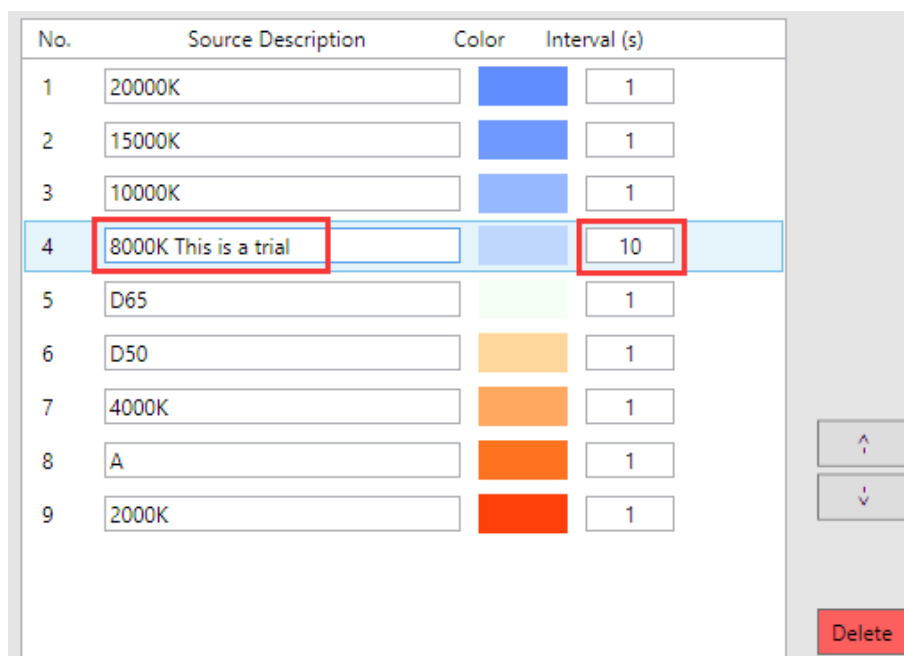 No. Source Description Color Interval (s)
1 20000K 1
2 15000K 1
3 10000K 1
4 8000K This is a trial 10
5 D65 1
6 D50 1
7 4000K 1
8 A 1
9 2000K 1
Delete